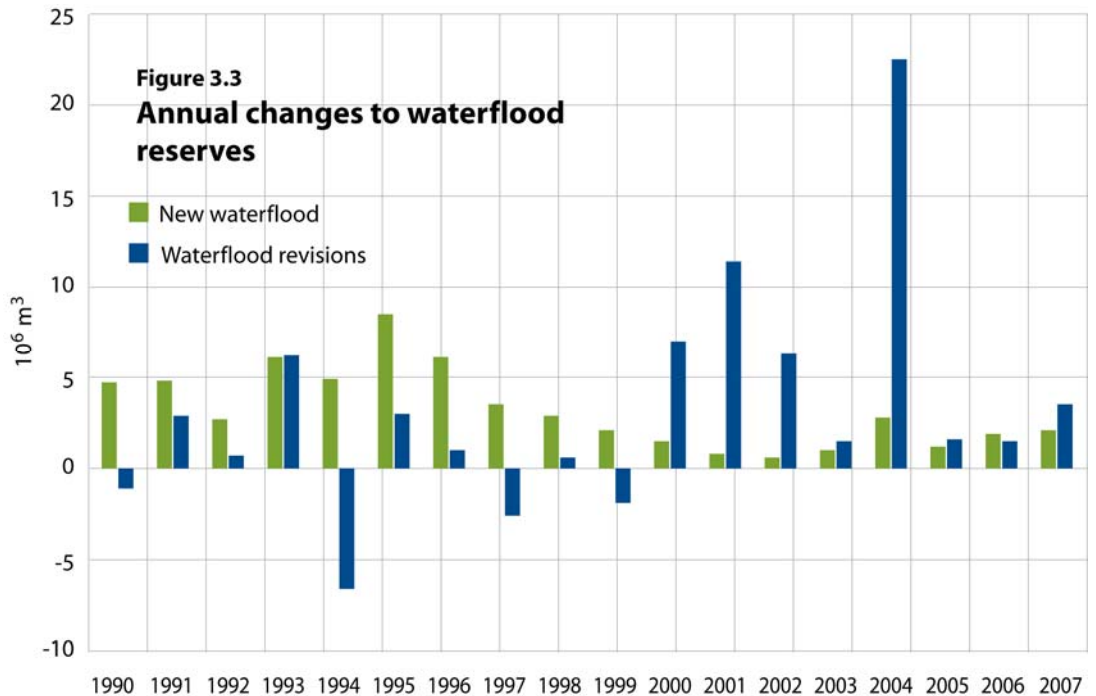 25
Figure 3.3
Annual changes to waterflood
reserves
20
15
New waterflood
Waterflood revisions
10
10⁶ m³
5
0
-5
-10
1990 1991 1992 1993 1994 1995 1996 1997 1998 1999 2000 2001 2002 2003 2004 2005 2006 2007